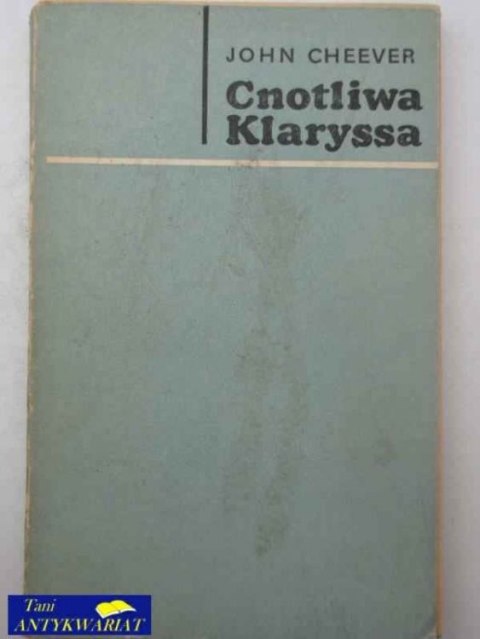 JOHN CHEEVER
Cnotliwa
Klaryssa
Tani
ANTYKWARIAT